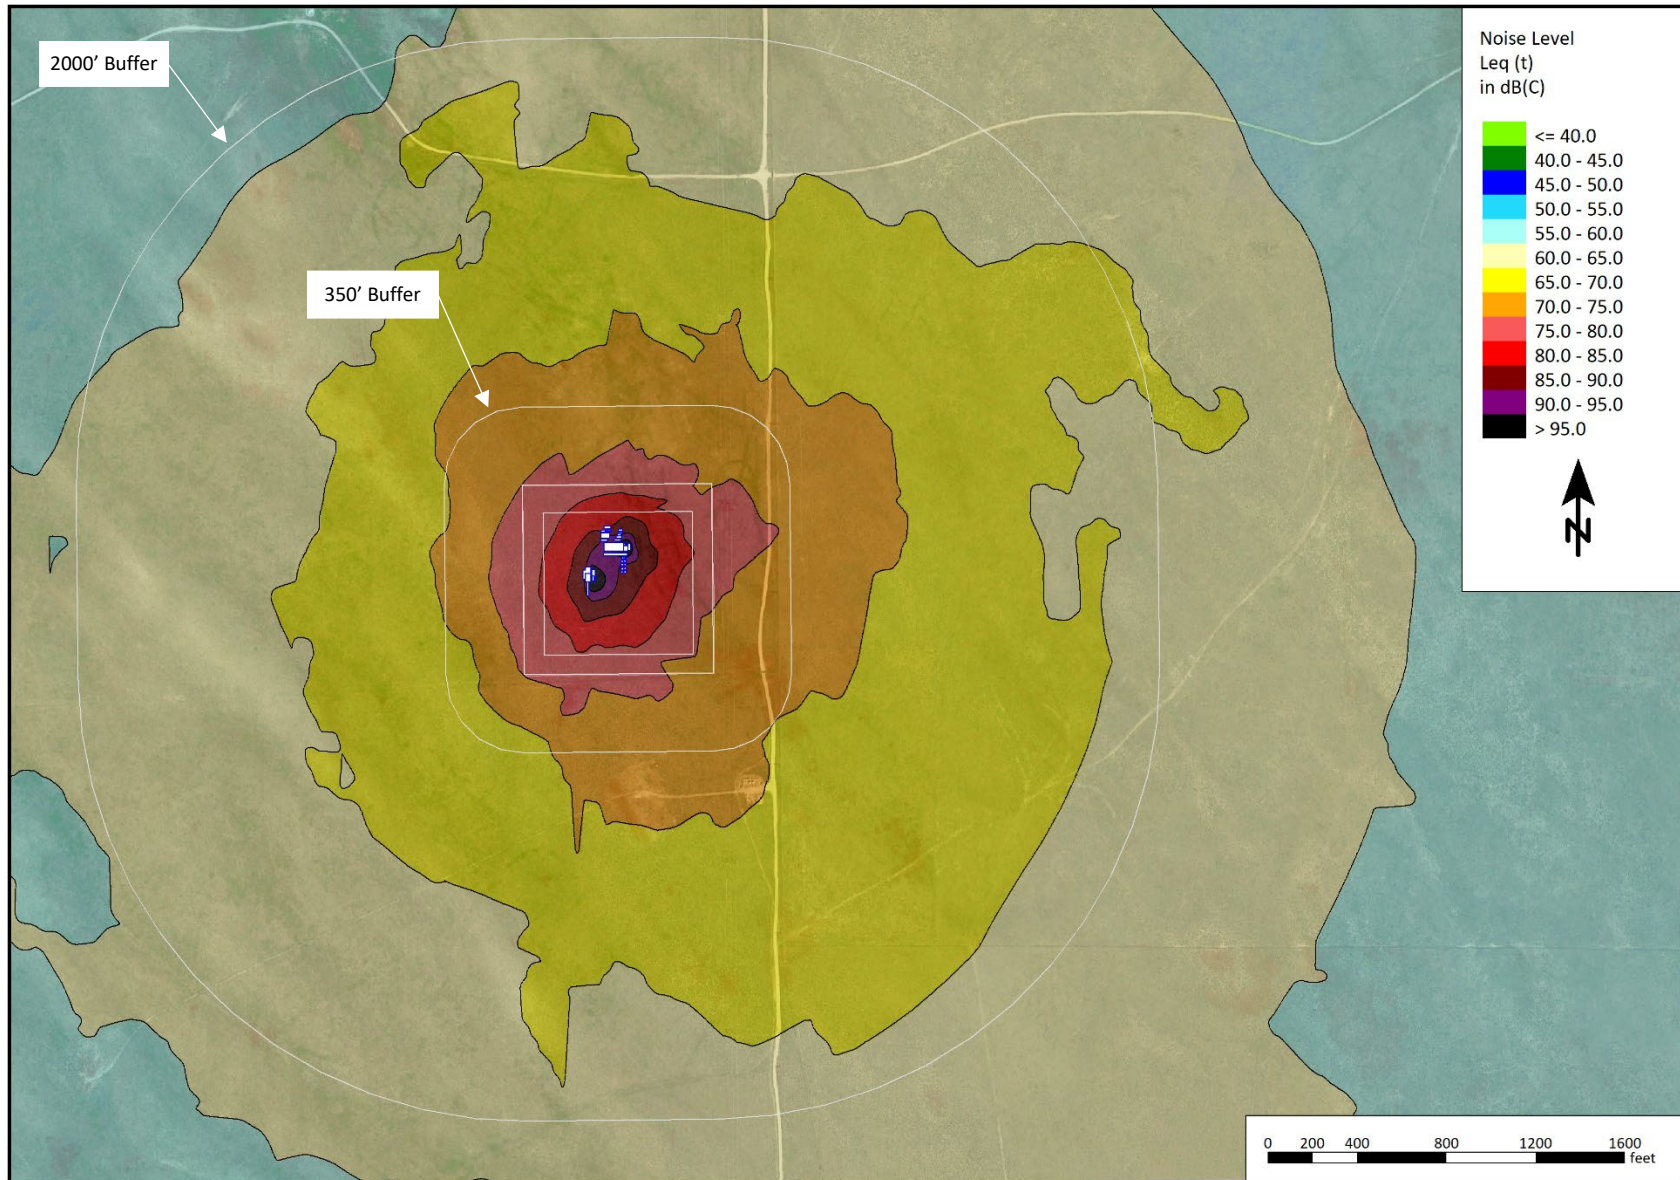 2000’ Buffer
350’ Buffer
Noise Level
Leq (t)
in dB(C)
<= 40.0
40.0 - 45.0
45.0 - 50.0
50.0 - 55.0
55.0 - 60.0
60.0 - 65.0
65.0 - 70.0
70.0 - 75.0
75.0 - 80.0
80.0 - 85.0
85.0 - 90.0
90.0 - 95.0
> 95.0
N
0 200 400 800 1200 1600
feet